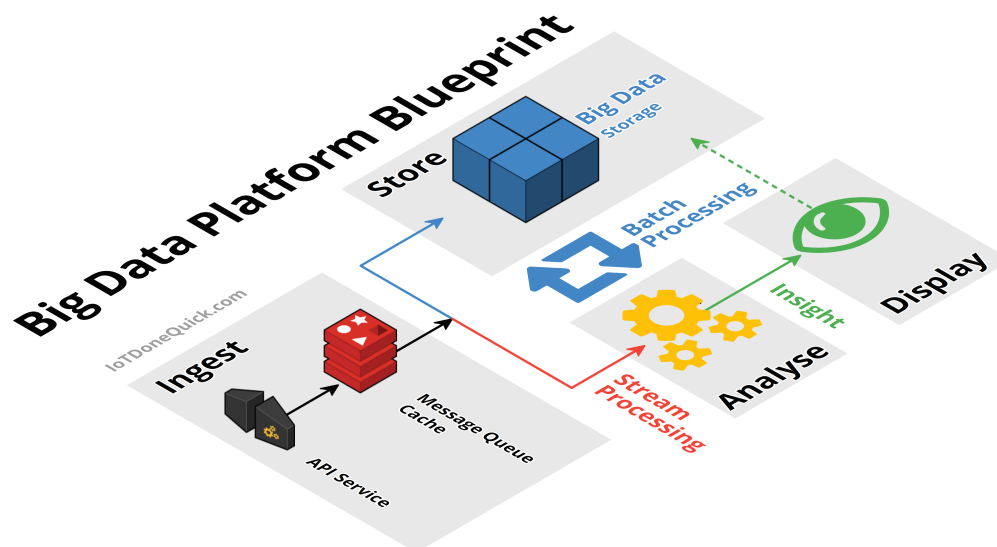 Big Data Platform Blueprint
IoTDoneQuick.com
Store
Big Data
Storage
Batch
Processing
Display
Insight
Analyse
Stream
Processing
Ingest
Message Queue
Cache
API Service